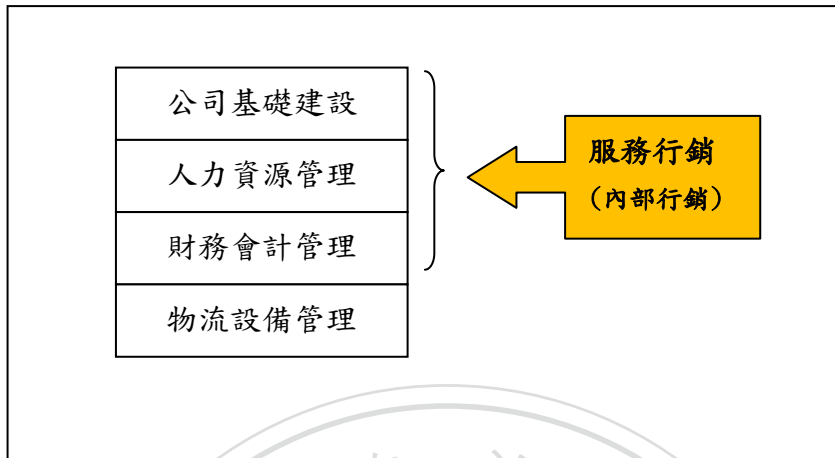 公司基礎建設
人力資源管理
財務會計管理
物流設備管理
服務行銷
（內部行銷）